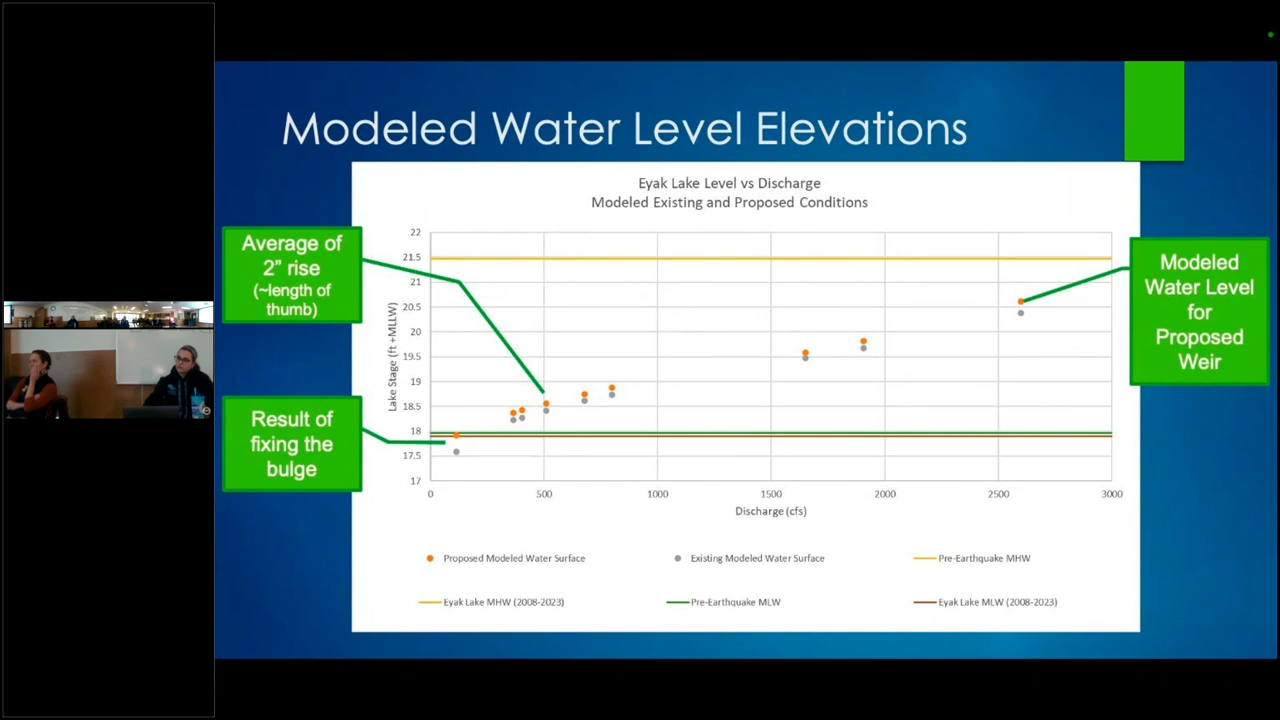 Modeled Water Level Elevations
Eyak Lake Level vs Discharge
Modeled Existing and Proposed Conditions
Average of
2” rise
(~length of
thumb)
Result of
fixing the
bulge
Modeled
Water Level
for
Proposed
Weir
Lake Stage (ft +MLLW)
22
21.5
21
20.5
20
19.5
19
18.5
18
17.5
17
0
500
1000
1500
2000
2500
3000
Discharge (cfs)
Proposed Modeled Water Surface
Existing Modeled Water Surface
Pre-Earthquake MHW
Eyak Lake MHW (2008-2023)
Pre-Earthquake MLW
Eyak Lake MLW (2008-2023)